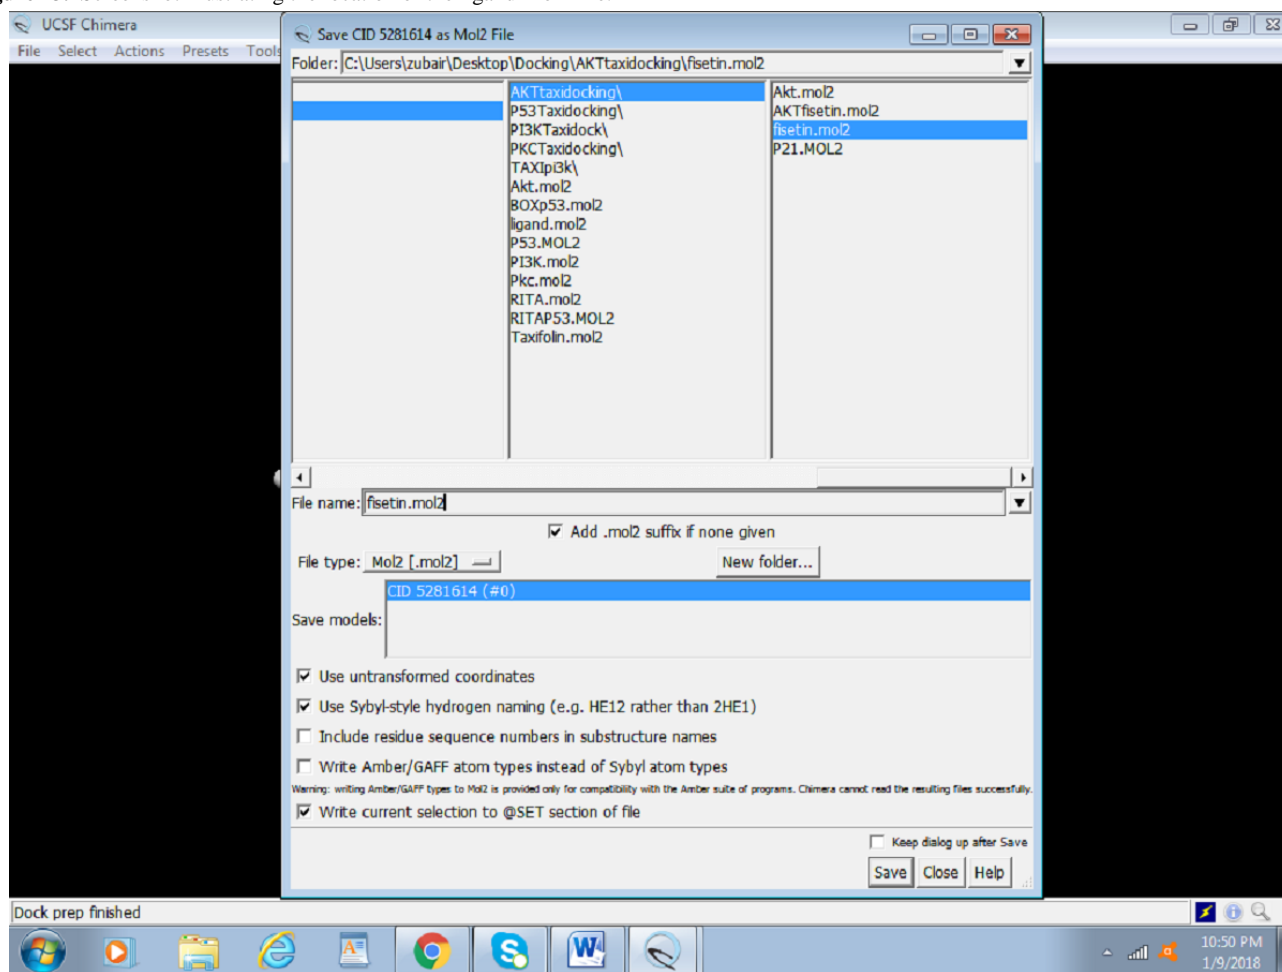 UCSF Chimera
File Select Actions Presets Tools
Save CID 5281614 as Mol2 File
Folder: C:\Users\zubair\Desktop\Docking\AKTtaxidocking\fisetin.mol2
AKTtaxidocking\
P53Taxidocking\
PI3KTaxidock\
PKCTaxidocking\
TAXIpi3k\
Akt.mol2
BOXp53.mol2
ligand.mol2
P53.MOL2
PI3K.mol2
Pkc.mol2
RITA.mol2
RITAP53.MOL2
Taxifolin.mol2
Akt.mol2
AKTfisetin.mol2
fisetin.mol2
P21.MOL2
File name: fisetin.mol2
Add .mol2 suffix if none given
File type: Mol2 [.mol2]
New folder...
Save models:
CID 5281614 (#0)
Use untransformed coordinates
Use Sybyl-style hydrogen naming (e.g. HE12 rather than 2HE1)
Include residue sequence numbers in substructure names
Write Amber/GAFF atom types instead of Sybyl atom types
Warning: writing Amber/GAFF types to Mol2 is provided only for compatibility with the Amber suite of programs. Chimera cannot read the resulting files successfully.
Write current selection to @SET section of file
Keep dialog up after Save
Save Close Help
Dock prep finished
10:50 PM
1/9/2018